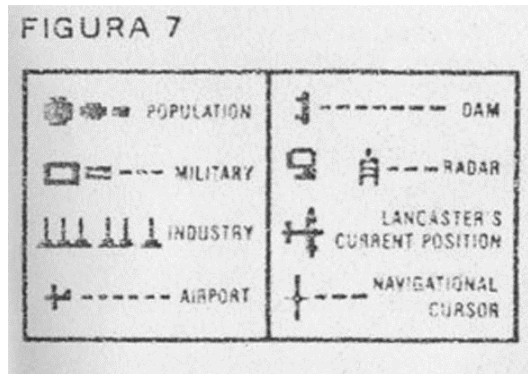 FIGURA 7
POPULATION
MILITARY
INDUSTRY
AIRPORT
DAM
RADAR
LANCASTER'S
CURRENT POSITION
NAVIGATIONAL
CURSOR